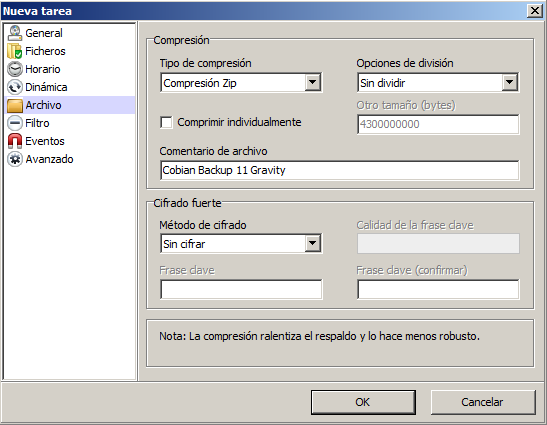 Nueva tarea
General
Ficheros
Horario
Dinámica
Archivo
Filtro
Eventos
Avanzado
Compresión
Tipo de compresión
Opciones de división
Compresión Zip
Sin dividir
Otro tamaño (bytes)
Comprimir individualmente
4300000000
Comentario de archivo
Cobian Backup 11 Gravity
Cifrado fuerte
Método de cifrado
Calidad de la frase clave
Sin cifrar
Frase clave
Frase clave (confirmar)
Nota: La compresión ralentiza el respaldo y lo hace menos robusto.
OK
Cancelar